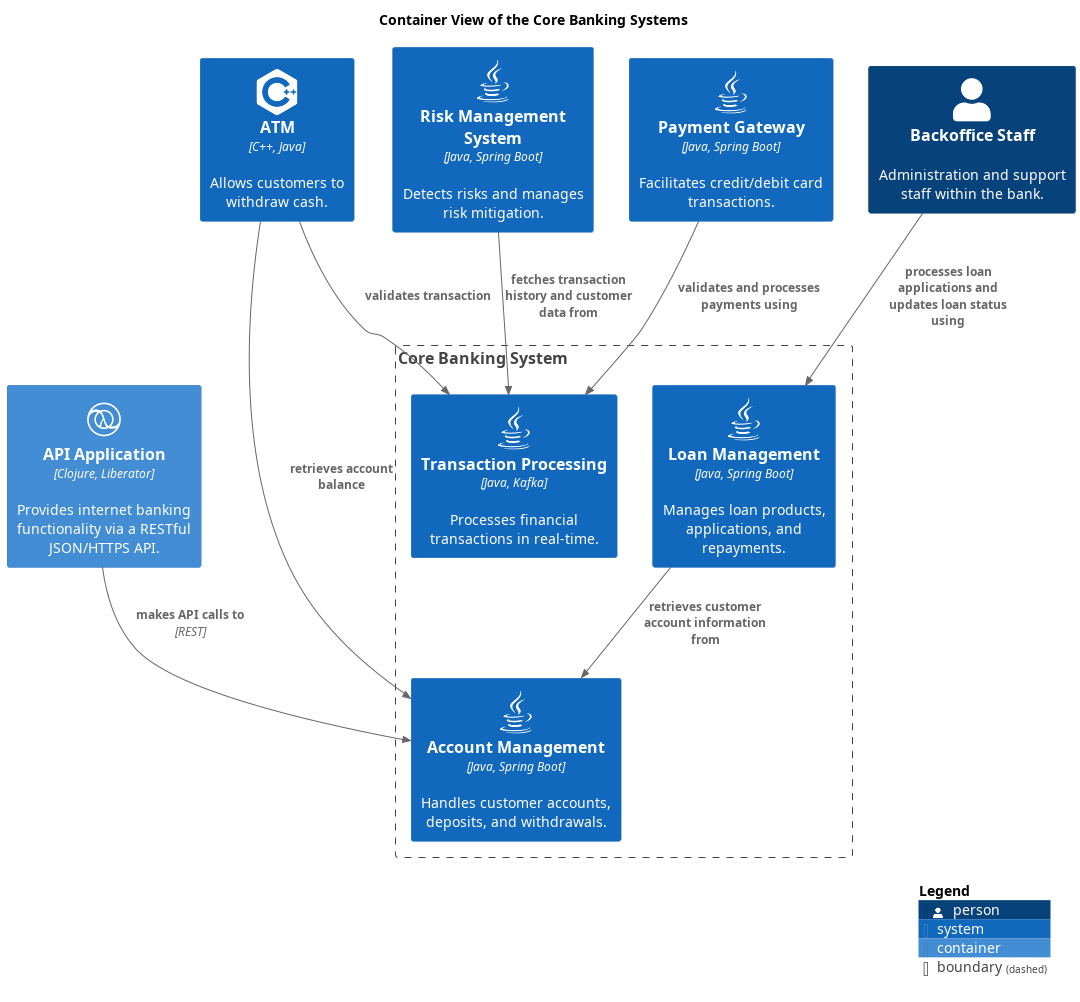 Container View of the Core Banking Systems
ATM
[C++, Java]
Allows customers to
withdraw cash.
Risk Management
System
[Java, Spring Boot]
Detects risks and manages
risk mitigation.
Payment Gateway
[Java, Spring Boot]
Facilitates credit/debit card
transactions.
Backoffice Staff
Administration and support
staff within the bank.
validates transaction
fetches transaction
history and customer
data from
validates and processes
payments using
processes loan
applications and
updates loan status
using
Core Banking System
API Application
[Clojure, Liberator]
Provides internet banking
functionality via a RESTful
JSON/HTTPS API.
retrieves account
balance
Transaction Processing
[Java, Kafka]
Processes financial
transactions in real-time.
Loan Management
[Java, Spring Boot]
Manages loan products,
applications, and
repayments.
makes API calls to
[REST]
retrieves customer
account information
from
Account Management
[Java, Spring Boot]
Handles customer accounts,
deposits, and withdrawals.
Legend
person
system
container
boundary (dashed)